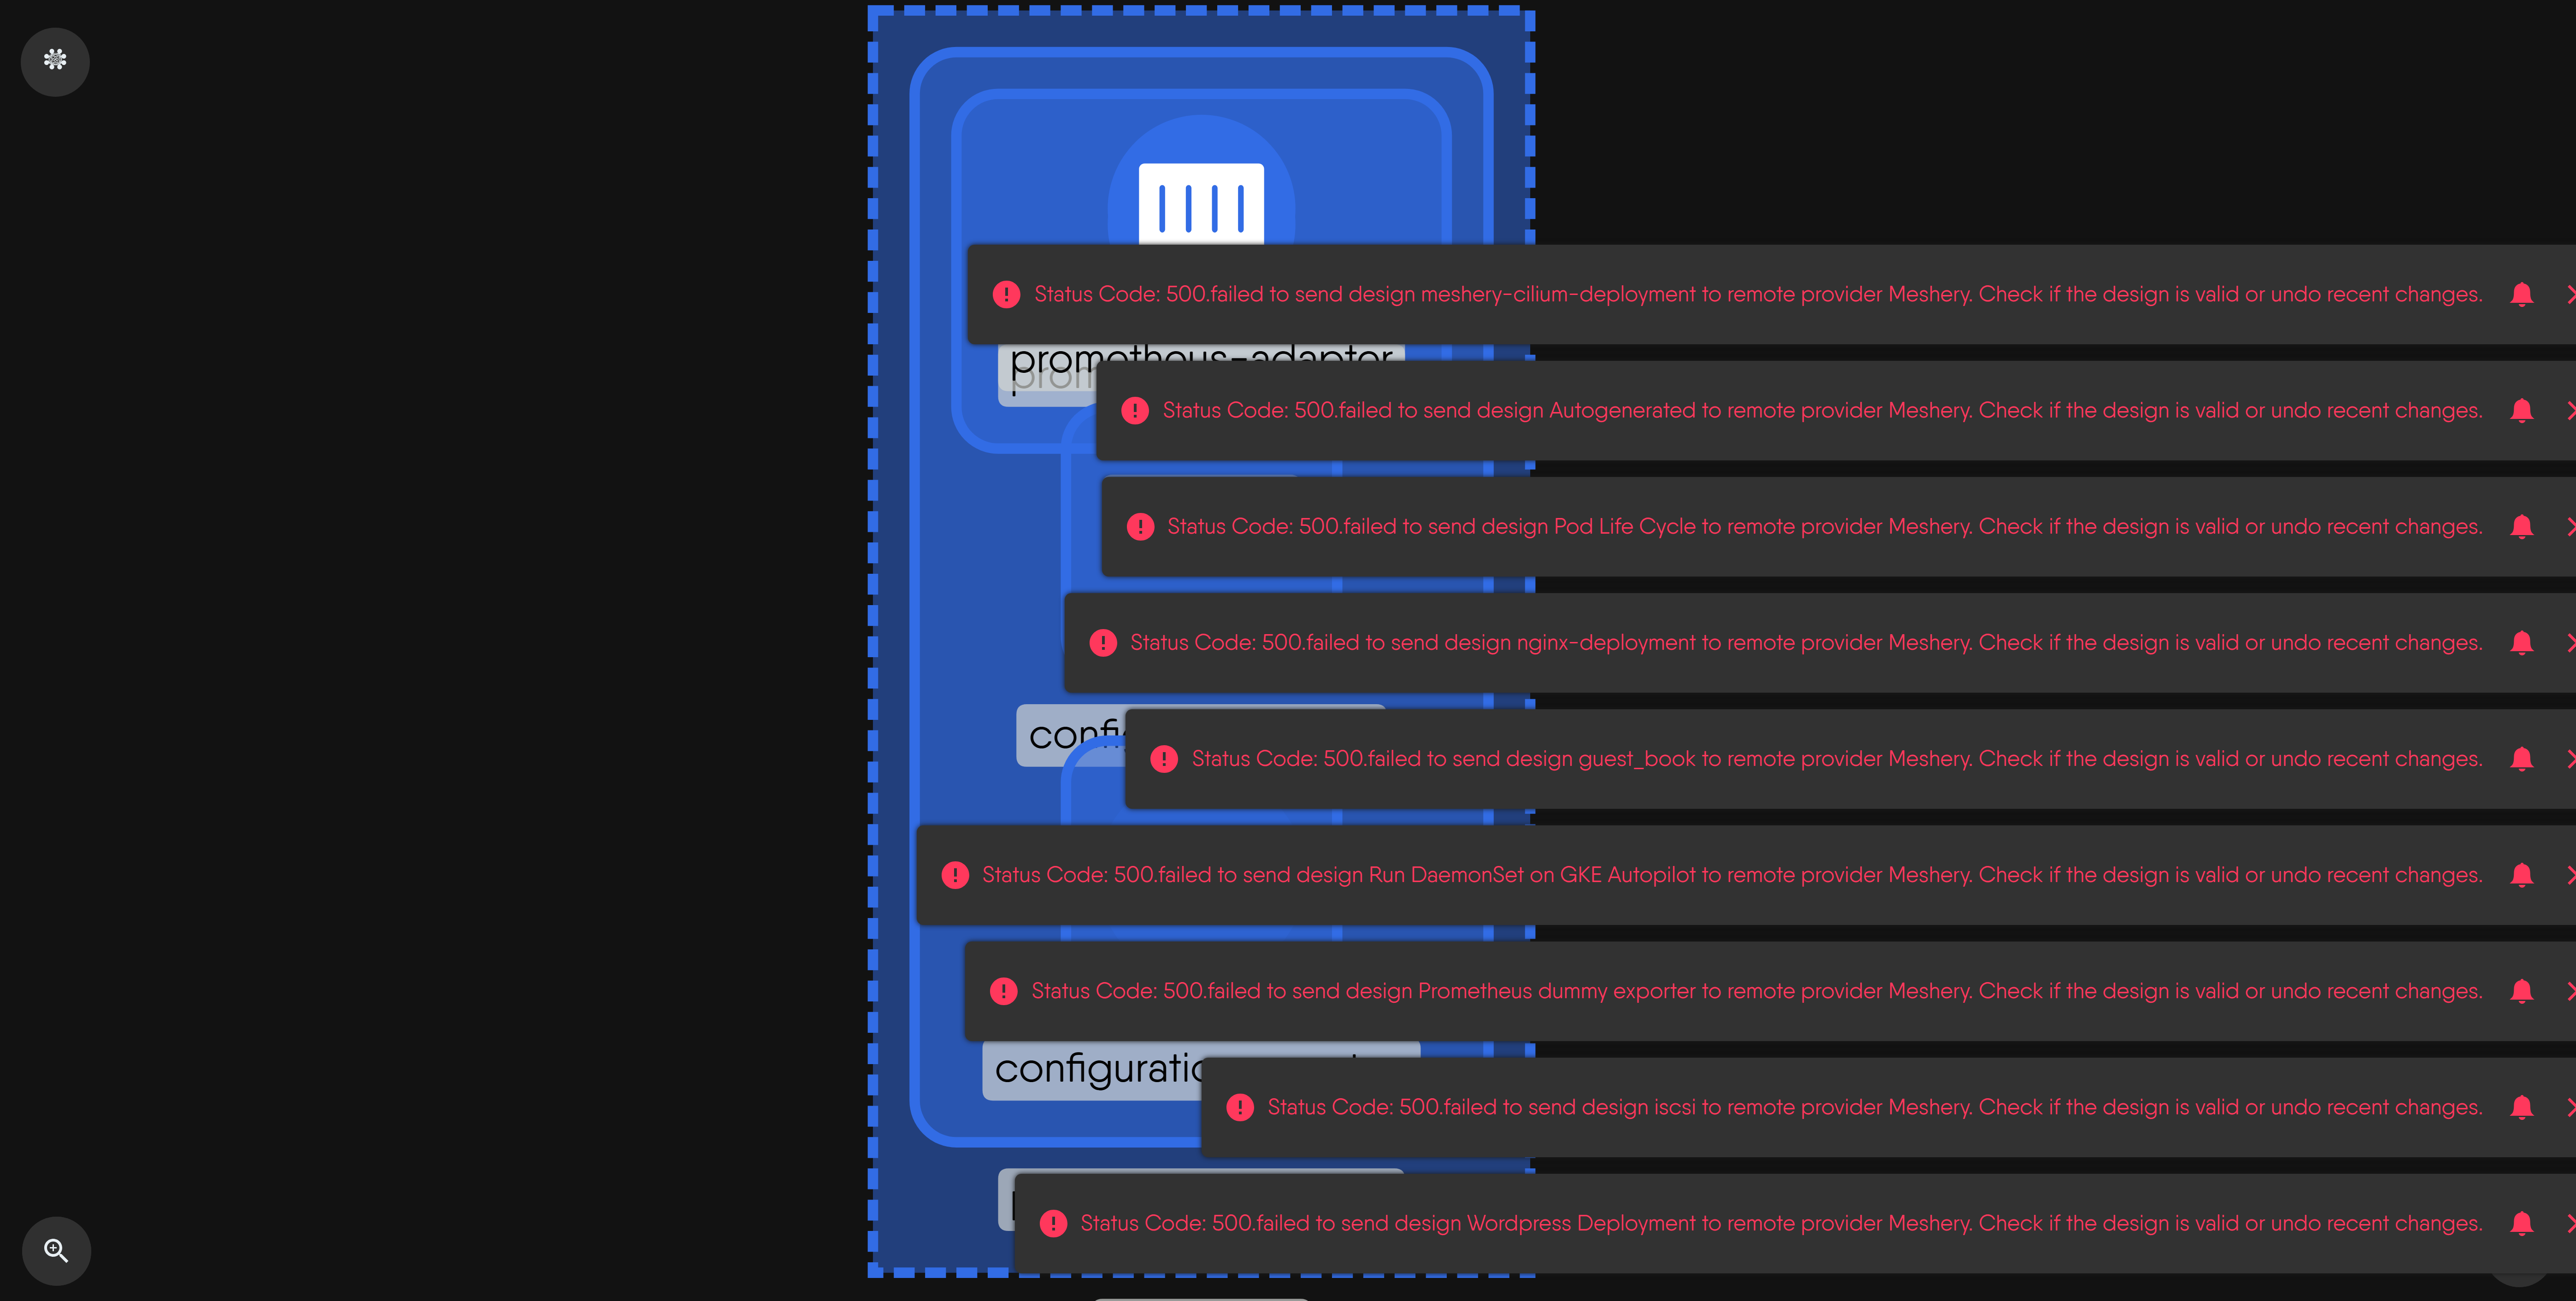 Status Code: 500.failed to send design meshery-cilium-deployment to remote provider Meshery. Check if the design is valid or undo recent changes.
prometheus-adapter
Status Code: 500.failed to send design Autogenerated to remote provider Meshery. Check if the design is valid or undo recent changes.
Status Code: 500.failed to send design Pod Life Cycle to remote provider Meshery. Check if the design is valid or undo recent changes.
Status Code: 500.failed to send design nginx-deployment to remote provider Meshery. Check if the design is valid or undo recent changes.
Status Code: 500.failed to send design guest_book to remote provider Meshery. Check if the design is valid or undo recent changes.
Status Code: 500.failed to send design Run DaemonSet on GKE Autopilot to remote provider Meshery. Check if the design is valid or undo recent changes.
Status Code: 500.failed to send design Prometheus dummy exporter to remote provider Meshery. Check if the design is valid or undo recent changes.
Status Code: 500.failed to send design iscsi to remote provider Meshery. Check if the design is valid or undo recent changes.
Status Code: 500.failed to send design Wordpress Deployment to remote provider Meshery. Check if the design is valid or undo recent changes.